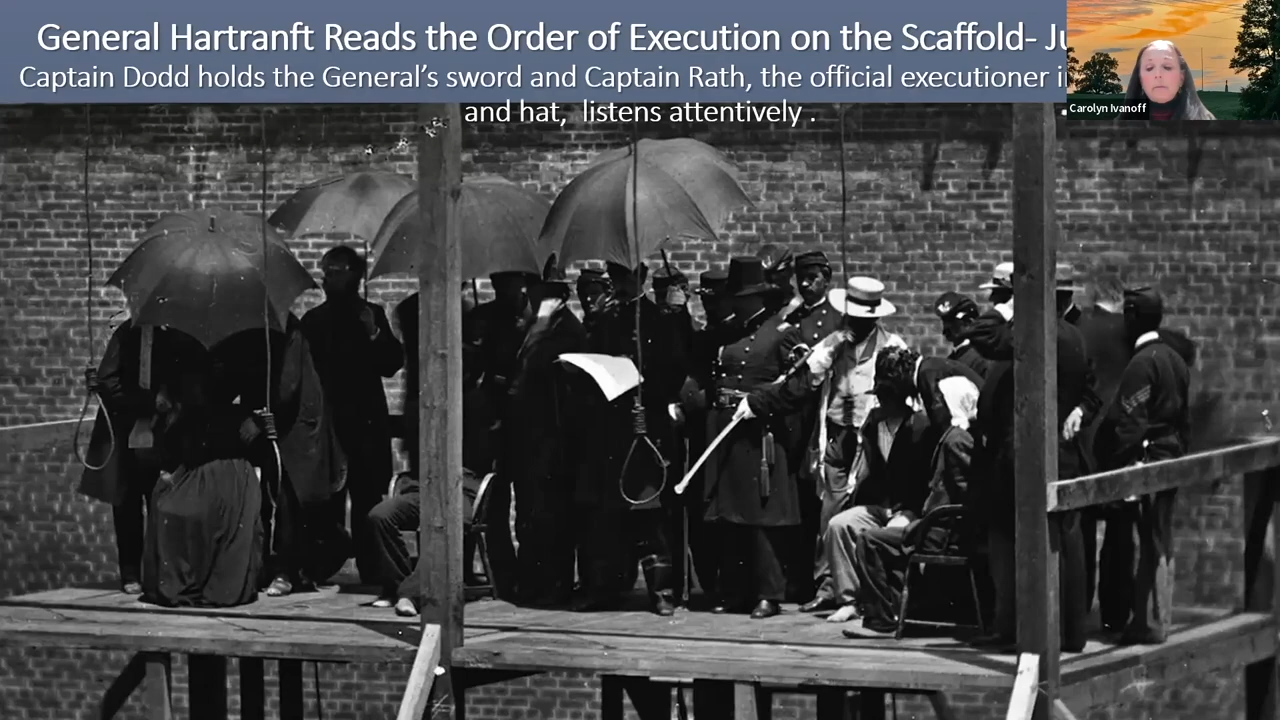 General Hartranft Reads the Order of Execution on the Scaffold-
Captain Dodd holds the General’s sword and Captain Rath, the official executioner
and hat, listens attentively .
Carolyn Ivanoff